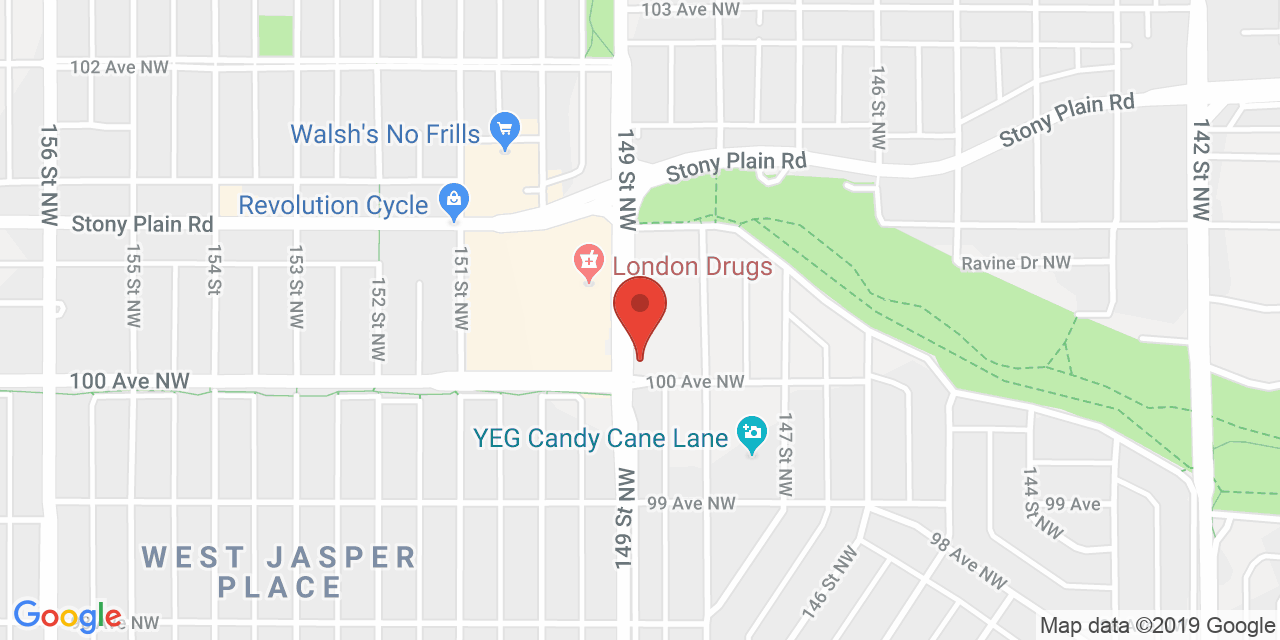 103 Ave NW
102 Ave NW
146 St NW
Stony Plain Rd
Walsh's No Frills
156 St NW
149 St NW
142 St NW
Stony Plain Rd
Revolution Cycle
Stony Plain Rd
155 St NW
154 St
153 St NW
152 St NW
151 St NW
London Drugs
Ravine Dr NW
100 Ave NW
100 Ave NW
YEG Candy Cane Lane
147 St NW
149 St NW
99 Ave NW
144 St NW
99 Ave
98 Ave NW
146 St NW
WEST JASPER
PLACE
Google
Ave NW
Map data ©2019 Google